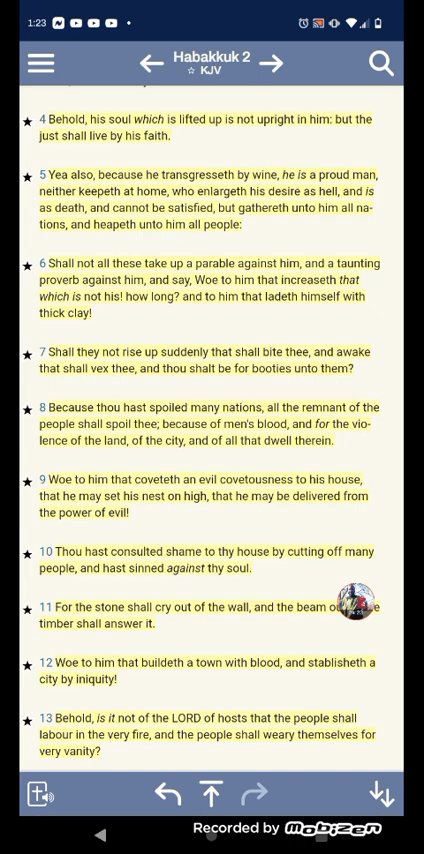 1:23
Habakkuk 2
☆ KJV
4 Behold, his soul which is lifted up is not upright in him: but the
just shall live by his faith.
5 Yea also, because he transgresseth by wine, he is a proud man,
neither keepeth at home, who enlargeth his desire as hell, and is
as death, and cannot be satisfied, but gathereth unto him all na-
tions, and heapeth unto him all people:
6 Shall not all these take up a parable against him, and a taunting
proverb against him, and say, Woe to him that increaseth that
which is not his! how long? and to him that ladeth himself with
thick clay!
7 Shall they not rise up suddenly that shall bite thee, and awake
that shall vex thee, and thou shalt be for booties unto them?
8 Because thou hast spoiled many nations, all the remnant of the
people shall spoil thee; because of men's blood, and for the vio-
lence of the land, of the city, and of all that dwell therein.
9 Woe to him that coveteth an evil covetousness to his house,
that he may set his nest on high, that he may be delivered from
the power of evil!
10 Thou hast consulted shame to thy house by cutting off many
people, and hast sinned against thy soul.
11 For the stone shall cry out of the wall, and the beam
timber shall answer it.
12 Woe to him that buildeth a town with blood, and stablisheth a
city by iniquity!
13 Behold, is it not of the LORD of hosts that the people shall
labour in the very fire, and the people shall weary themselves for
very vanity?
Recorded by Mobizen